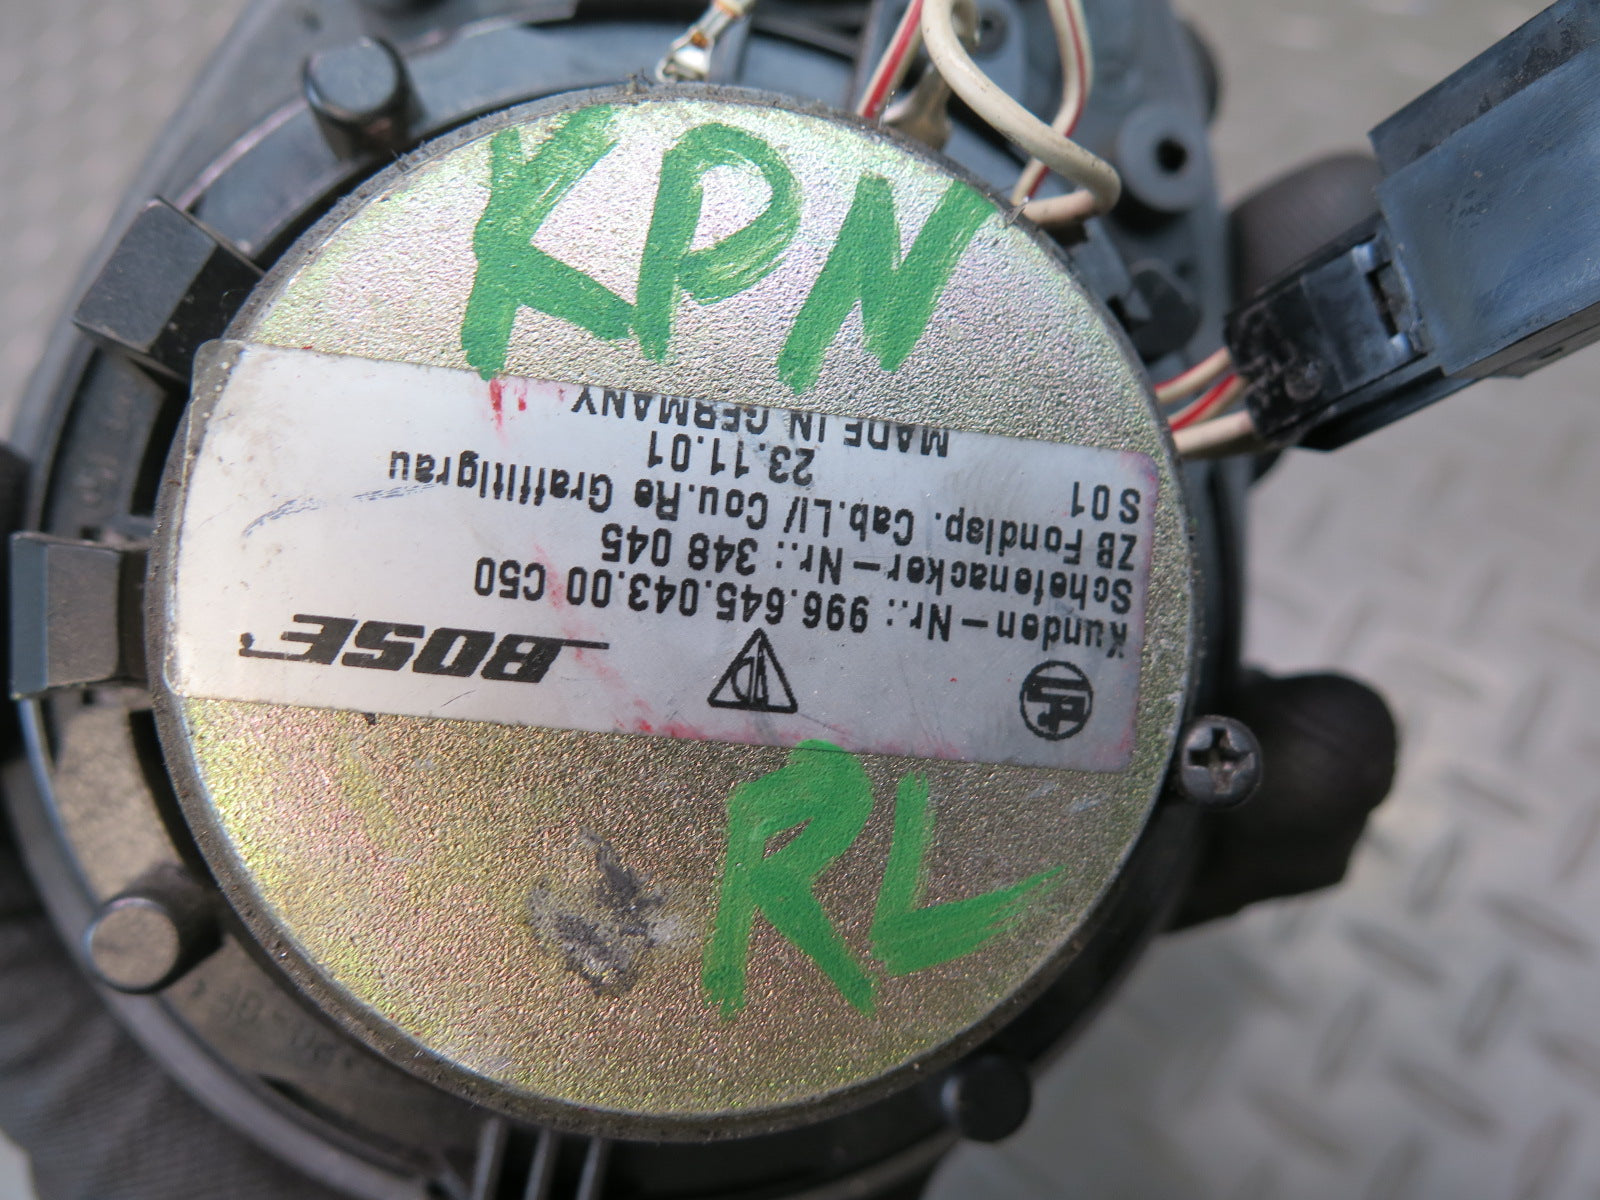 KPN
BOSE
Kunden-Nr.: 996.645.043.00 C50
Schefenacker-Nr.: 348 045
ZB Fondlsp. Cab.Li/ Cou.Re Graffitigrau
S01
23.11.01
MADE IN GERMANY
RL